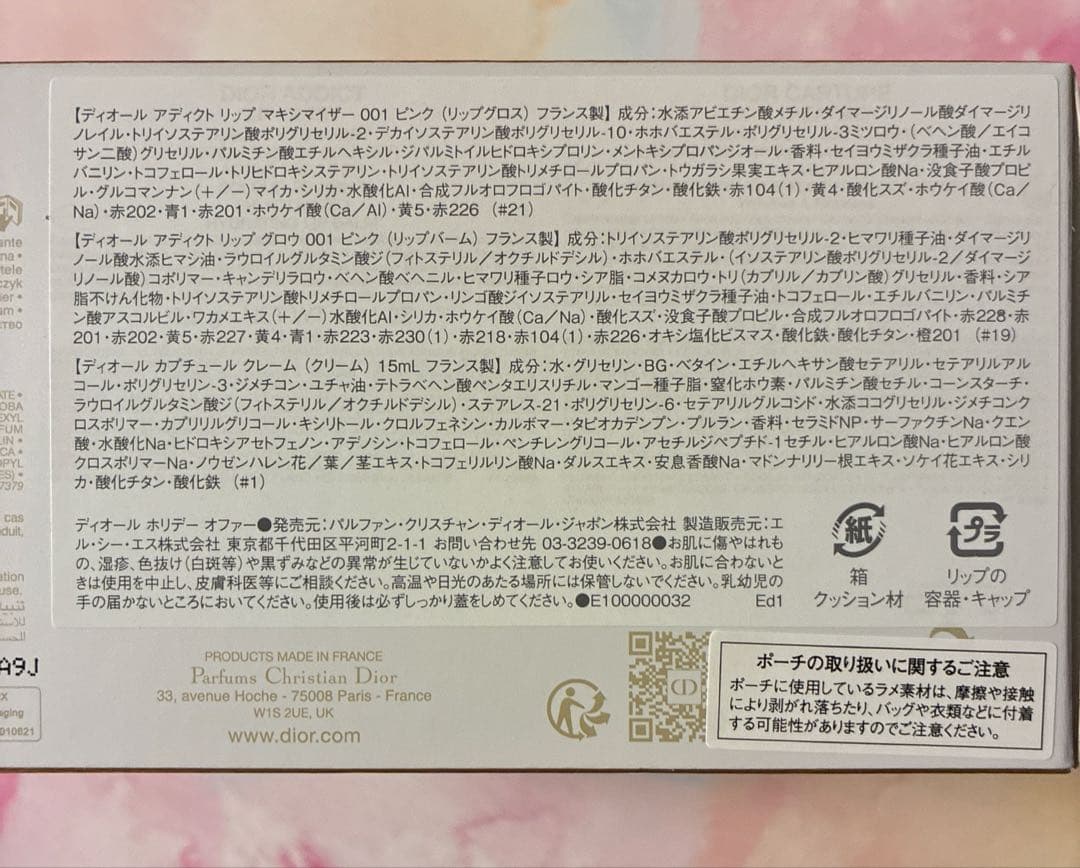 【ディオール アディクト リップ マキシマイザー 001 ピンク（リップグロス）フランス製】成分：水添アビエチン酸メチル・ダイマージリノール酸ダイマージリ
ノレイル・トリイソステアリン酸ポリグリセリル-2・デカイソステアリン酸ポリグリセリル-10・ホホバエステル・ポリグリセリル-3ミツロウ・（ベヘン酸／エイコ
サン二酸）グリセリル・パルミチン酸エチルヘキシル・ジパルミトイルヒドロキシプロリン・メントキシプロパンジオール・香料・セイヨウミザクラ種子油・エチル
バニリン・トコフェロール・トリヒドロキシステアリン・トリイソステアリン酸トリメチロールプロパン・トウガラシ果実エキス・ヒアルロン酸Na・没食子酸プロピ
ル・グルコマンナン（＋／－）マイカ・シリカ・水酸化Al・合成フルオロフロゴパイト・酸化チタン・酸化鉄・赤104(1)・黄4・酸化スズ・ホウケイ酸（Ca／
Na）・赤202・青1・赤201・ホウケイ酸（Ca／Al）・黄5・赤226（#21）
【ディオール アディクト リップ グロウ 001 ピンク（リップバーム）フランス製】成分：トリイソステアリン酸ポリグリセリル-2・ヒマワリ種子油・ダイマージリ
ノール酸水添ヒマシ油・ラウロイルグルタミン酸ジ（フィトステリル／オクチルドデシル）・ホホバエステル・（イソステアリン酸ポリグリセリル-2／ダイマージ
リノール酸）コポリマー・キャンデリラロウ・ベヘン酸ベヘニル・ヒマワリ種子ロウ・シア脂・コメヌカロウ・トリ（カプリル／カプリン酸）グリセリル・香料・シア
脂不けん化物・トリイソステアリン酸トリメチロールプロパン・リンゴ酸ジイソステアリル・セイヨウミザクラ種子油・トコフェロール・エチルバニリン・パルミチ
ン酸アスコルビル・ワカメエキス（＋／－）水酸化Al・シリカ・ホウケイ酸（Ca／Na）・酸化スズ・没食子酸プロピル・合成フルオロフロゴパイト・赤228・赤
201・赤202・黄5・赤227・黄4・青1・赤223・赤230(1)・赤218・赤104(1)・赤226・オキシ塩化ビスマス・酸化鉄・酸化チタン・橙201（#19）
【ディオール カプチュール クレーム（クリーム）15mL フランス製】成分：水・グリセリン・BG・ベタイン・エチルヘキサン酸セテアリル・セテアリルアル
コール・ポリグリセリン-3・ジメチコン・ユチャ油・テトラベヘン酸ペンタエリスリチル・マンゴー種子脂・窒化ホウ素・パルミチン酸セチル・コーンスターチ・
ラウロイルグルタミン酸ジ（フィトステリル／オクチルドデシル）・ステアレス-21・ポリグリセリン-6・セテアリルグルコシド・水添ココグリセリル・ジメチコンク
ロスポリマー・カプリリルグリコール・キシリトール・クロルフェネシン・カルボマー・タピオカデンプン・プルラン・香料・セラミドNP・サーファクチンNa・クエン
酸・水酸化Na・ヒドロキシアセトフェノン・アデノシン・トコフェロール・ペンチレングリコール・アセチルジペプチド-1セチル・ヒアルロン酸Na・ヒアルロン酸
クロスポリマーNa・ノウゼンハレン花／葉／茎エキス・トコフェリルリン酸Na・ダルスエキス・安息香酸Na・マドンナリリー根エキス・ソケイ花エキス・シリ
カ・酸化チタン・酸化鉄（#1）
ディオール ホリデー オファー●発売元：パルファン・クリスチャン・ディオール・ジャポン株式会社 製造販売元：エ
ル・シー・エス株式会社 東京都千代田区平河町2-1-1 お問い合わせ先 03-3239-0618●お肌に傷やはれも
の、湿疹、色抜け（白斑等）や黒ずみなどの異常が生じていないかよく注意してお使いください。お肌に合わないと
きは使用を中止し、皮膚科医等にご相談ください。高温や日光のあたる場所には保管しないでください。乳幼児の
手の届かないところにおいてください。使用後は必ずしっかり蓋をしめてください。●E100000032 Ed1
紙
箱
クッション材
プラ
リップの
容器・キャップ
A9J
010621
PRODUCTS MADE IN FRANCE
Parfums Christian Dior
33, avenue Hoche - 75008 Paris - France
W1S 2UE, UK
www.dior.com
ポーチの取り扱いに関するご注意
ポーチに使用しているラメ素材は、摩擦や接触
により剥がれ落ちたり、バッグや衣類などに付着
する可能性がありますのでご注意ください。